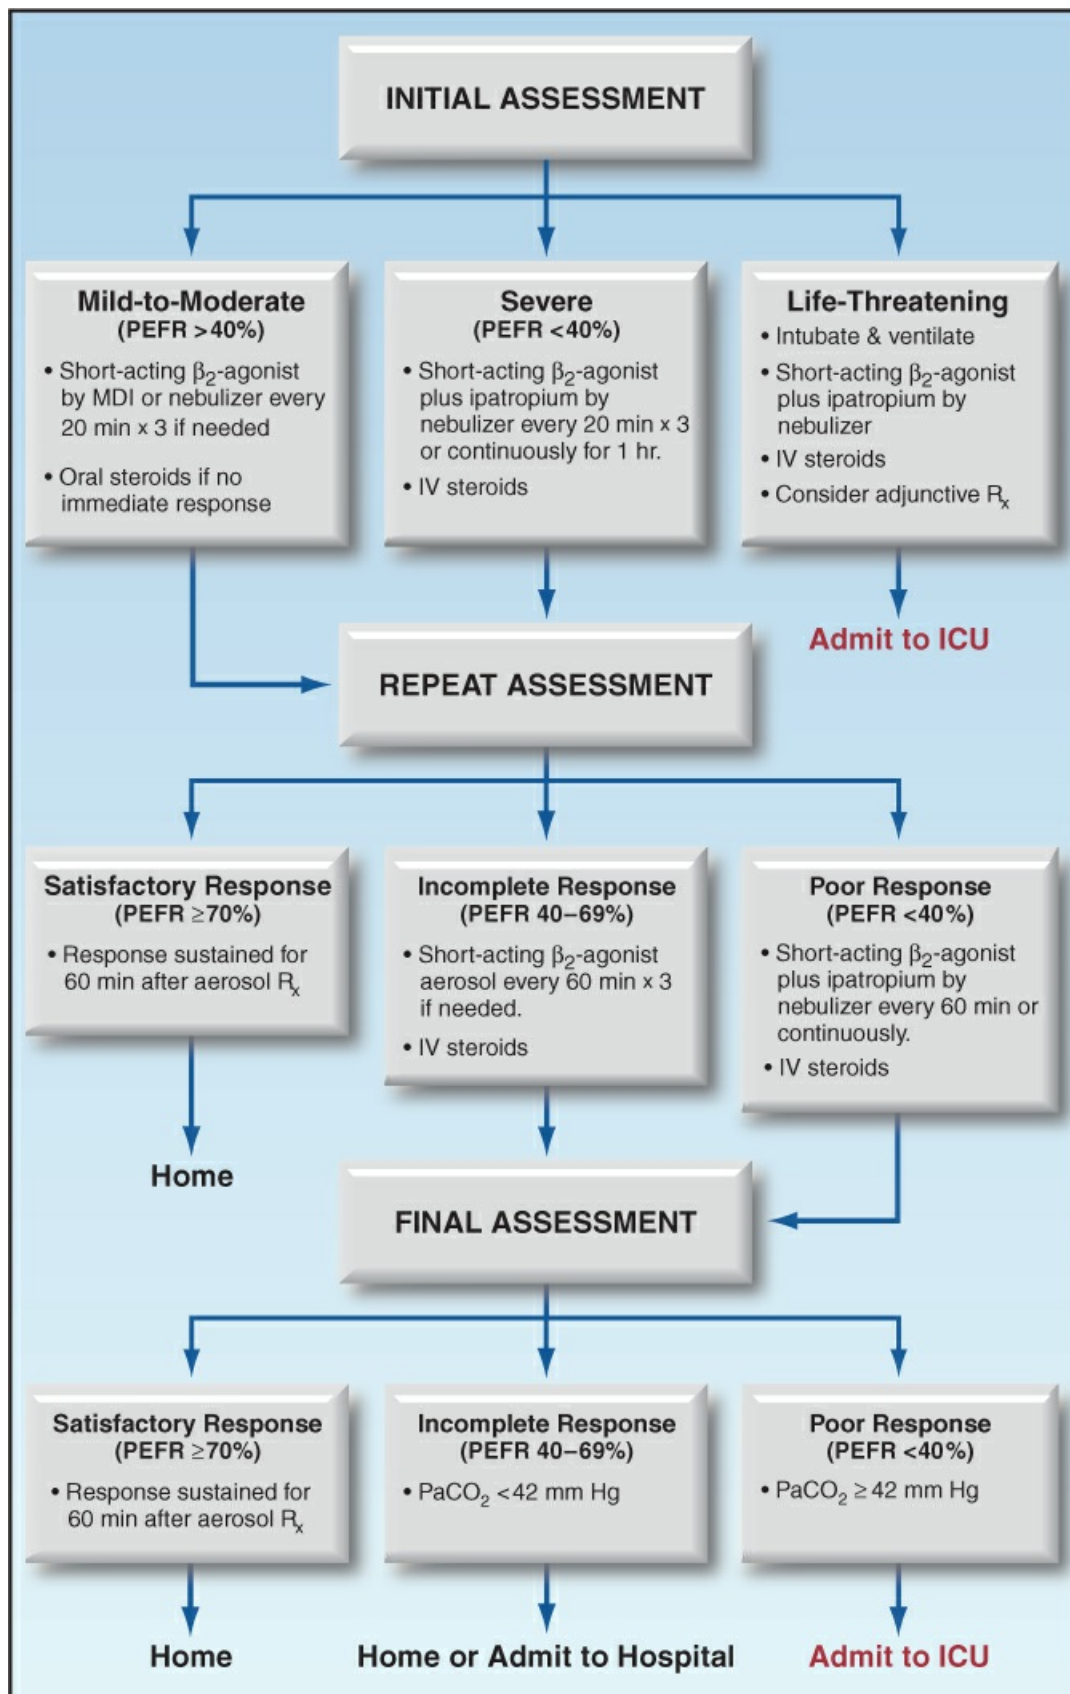 INITIAL ASSESSMENT
Mild-to-Moderate
(PEFR >40%)
• Short-acting β₂-agonist
by MDI or nebulizer every
20 min x 3 if needed
• Oral steroids if no
immediate response
Severe
(PEFR <40%)
• Short-acting β₂-agonist
plus ipatropium by
nebulizer every 20 min x 3
or continuously for 1 hr.
• IV steroids
Life-Threatening
• Intubate & ventilate
• Short-acting β₂-agonist
plus ipatropium by
nebulizer
• IV steroids
• Consider adjunctive Rₓ
Admit to ICU
REPEAT ASSESSMENT
Satisfactory Response
(PEFR ≥70%)
• Response sustained for
60 min after aerosol Rₓ
Home
Incomplete Response
(PEFR 40–69%)
• Short-acting β₂-agonist
aerosol every 60 min x 3
if needed.
• IV steroids
Poor Response
(PEFR <40%)
• Short-acting β₂-agonist
plus ipatropium by
nebulizer every 60 min or
continuously.
• IV steroids
FINAL ASSESSMENT
Satisfactory Response
(PEFR ≥70%)
• Response sustained for
60 min after aerosol Rₓ
Home
Incomplete Response
(PEFR 40–69%)
• PaCO₂ <42 mm Hg
Home or Admit to Hospital
Poor Response
(PEFR <40%)
• PaCO₂ ≥ 42 mm Hg
Admit to ICU